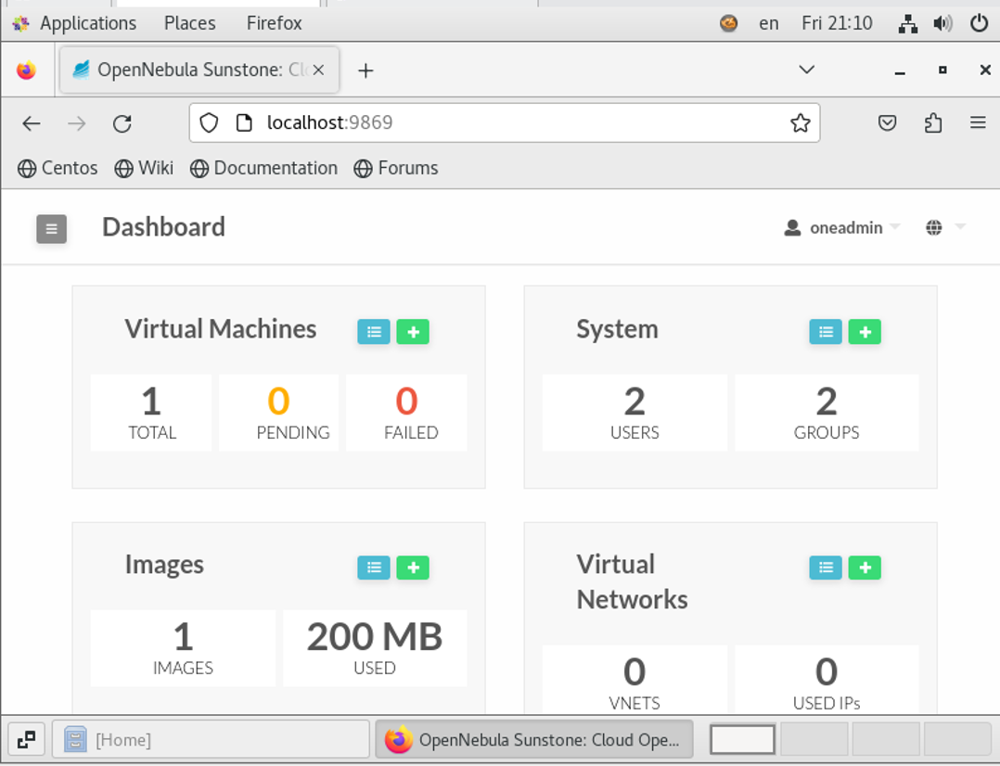 Applications Places Firefox en Fri 21:10
OpenNebula Sunstone: Clo
localhost:9869
Centos Wiki Documentation Forums
Dashboard oneadmin
Virtual Machines
1 0 0
TOTAL PENDING FAILED
System
2 2
USERS GROUPS
Images
1 200 MB
IMAGES USED
Virtual
Networks
0 0
VNETS USED IPs
[Home] OpenNebula Sunstone: Cloud Ope...